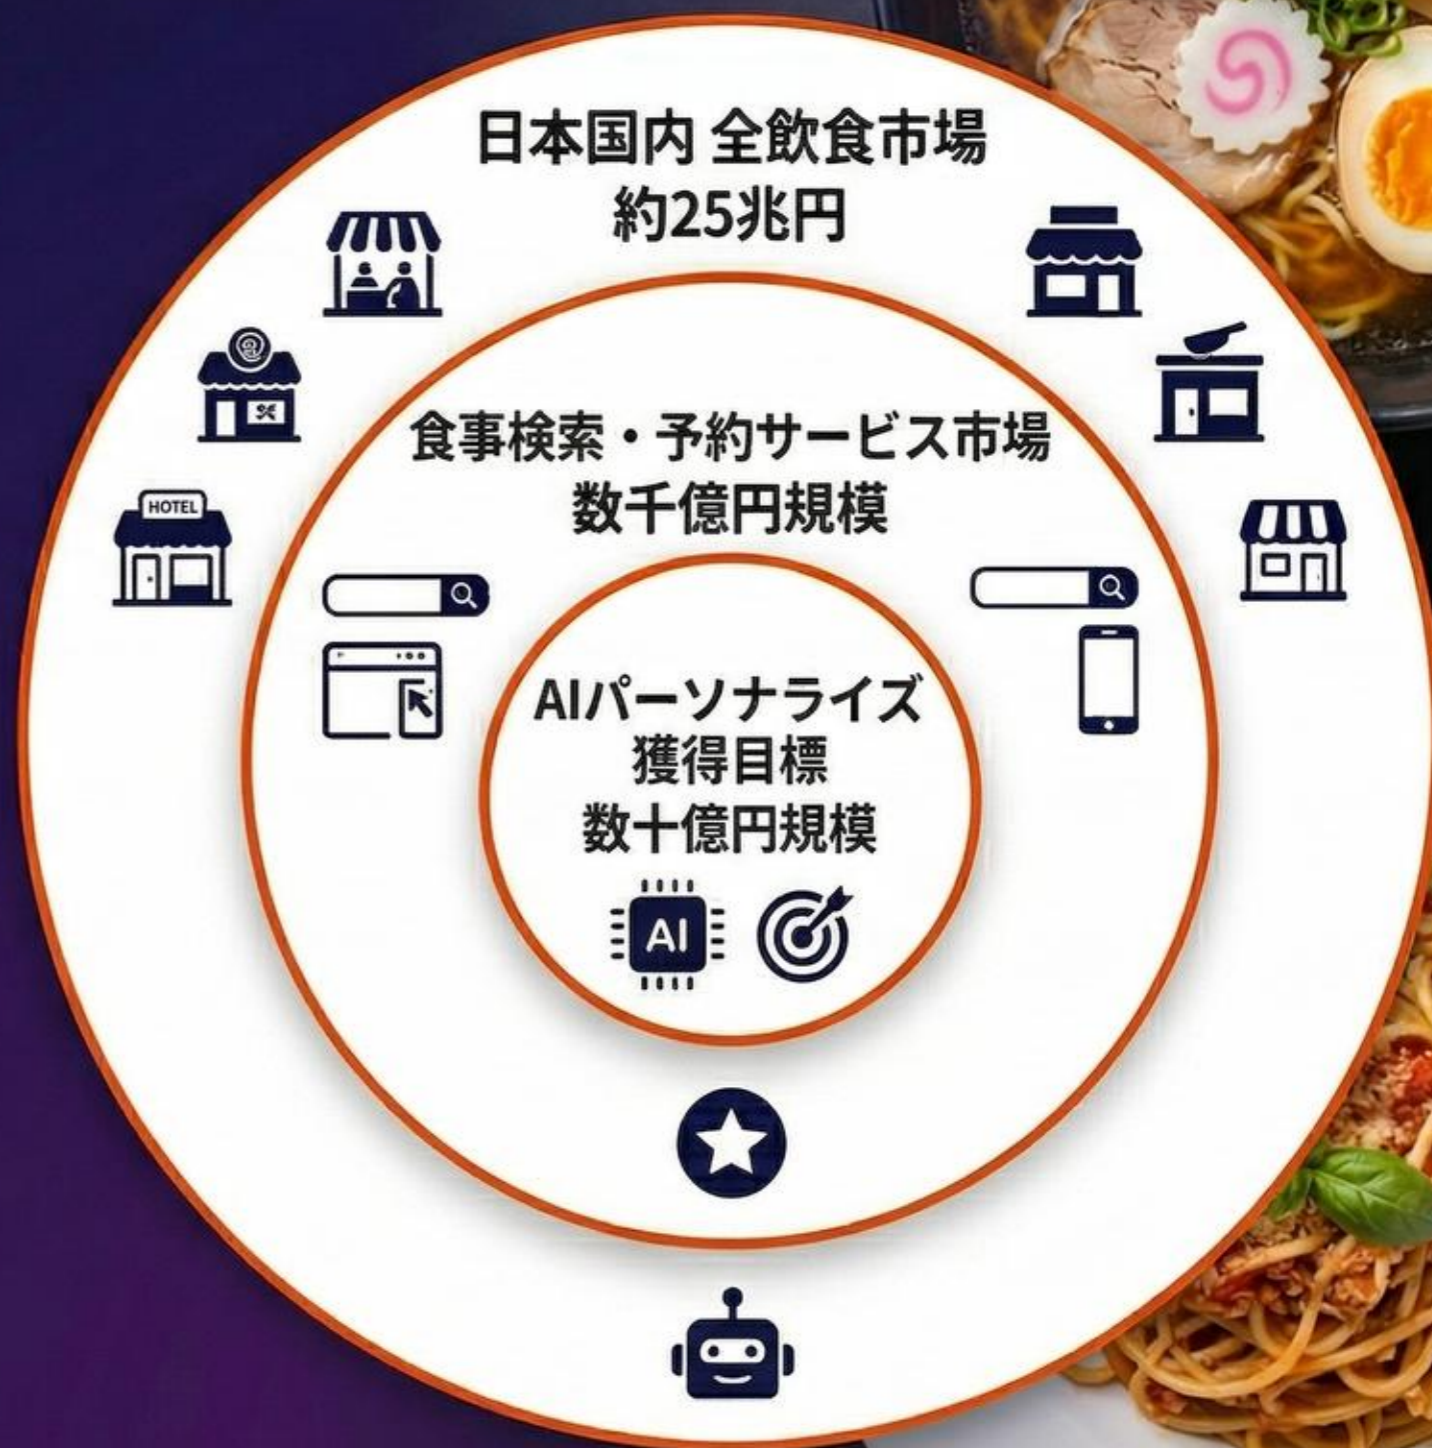 日本国内 全飲食市場
約25兆円
HOTEL
食事検索・予約サービス市場
数千億円規模
AIパーソナライズ
獲得目標
数十億円規模
AI